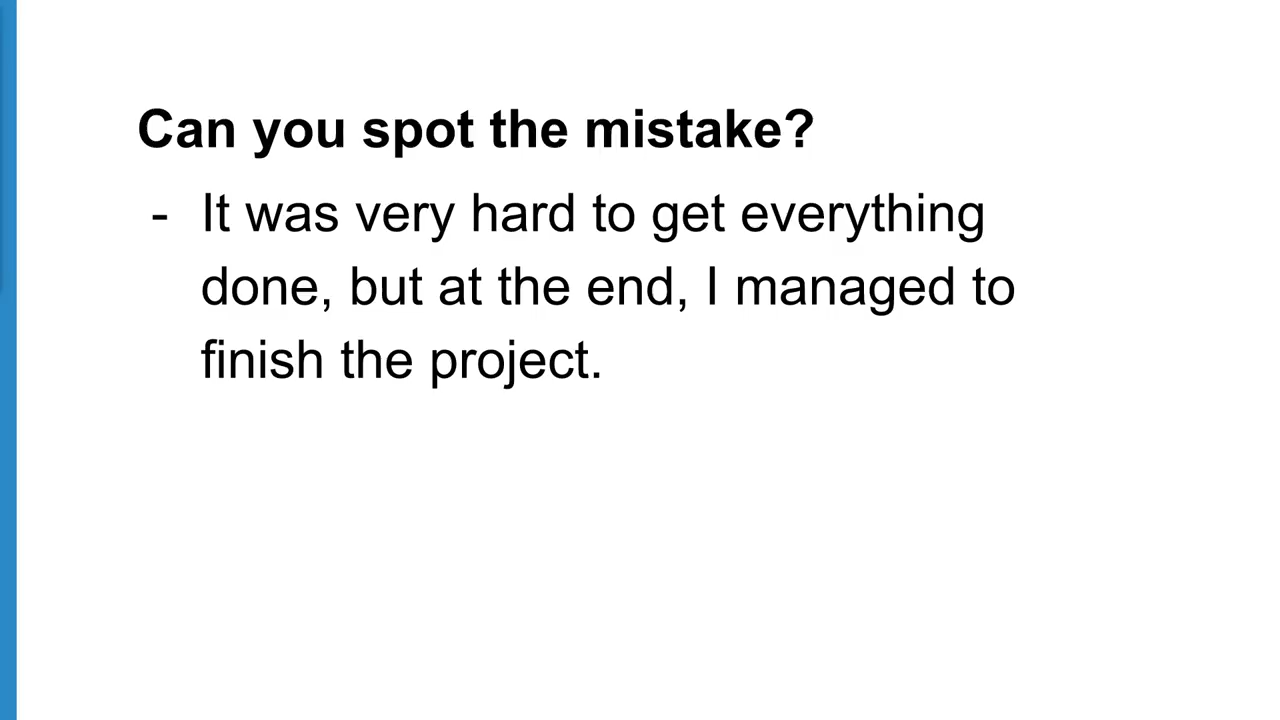 Can you spot the mistake?
- It was very hard to get everything
done, but at the end, I managed to
finish the project.